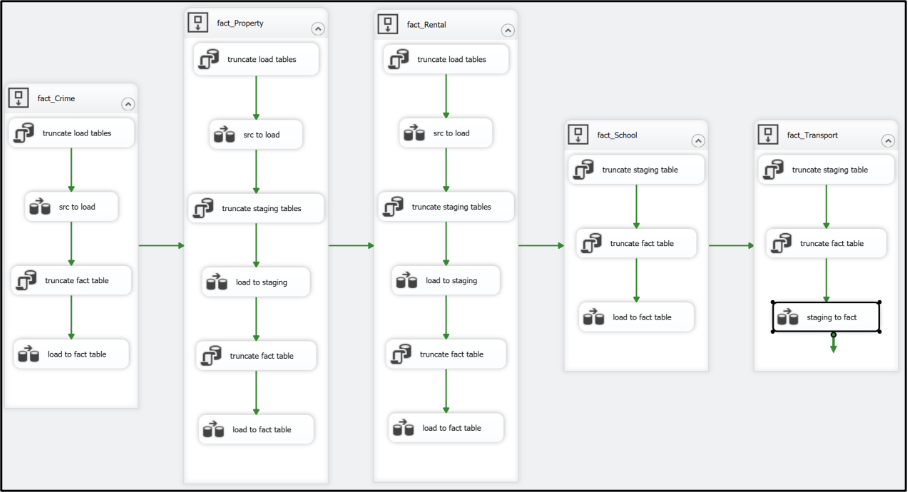 fact_Crime
truncate load tables
src to load
truncate fact table
load to fact table
fact_Property
truncate load tables
src to load
truncate staging tables
load to staging
truncate fact table
load to fact table
fact_Rental
truncate load tables
src to load
truncate staging tables
load to staging
truncate fact table
load to fact table
fact_School
truncate staging table
truncate fact table
load to fact table
fact_Transport
truncate staging table
truncate fact table
staging to fact